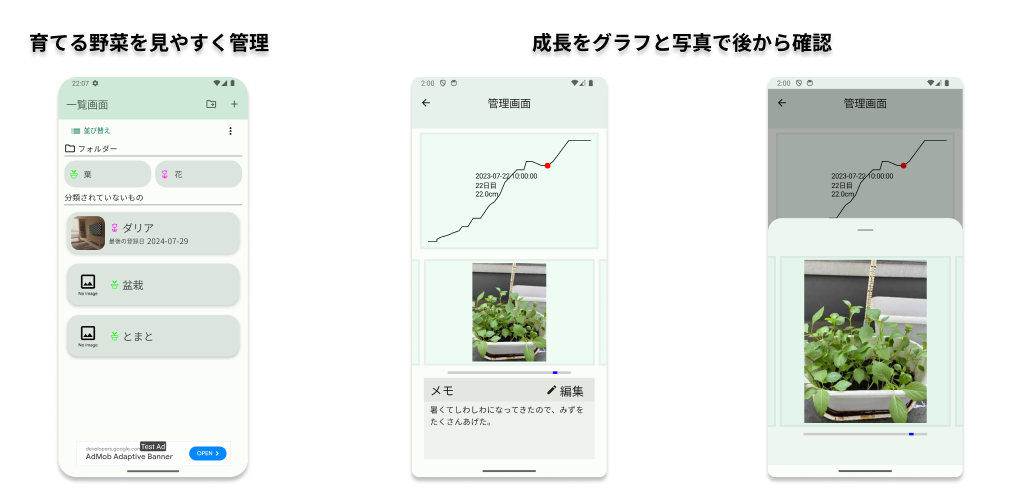 育てる野菜を見やすく管理
成長をグラフと写真で後から確認
22:07
一覧画面
並び替え
フォルダー
葉
花
分類されていないもの
ダリア
最後の登録日 2024-07-29
No Image
盆栽
No Image
とまと
developers.google.com
Test Ad
AdMob Adaptive Banner
OPEN
2:00
管理画面
2023-07-22 10:00:00
22日目
22.0cm
メモ
編集
暑くてしわしわになってきたので、みずを
たくさんあげた。
2:00
管理画面
2023-07-22 10:00:00
22日目
22.0cm